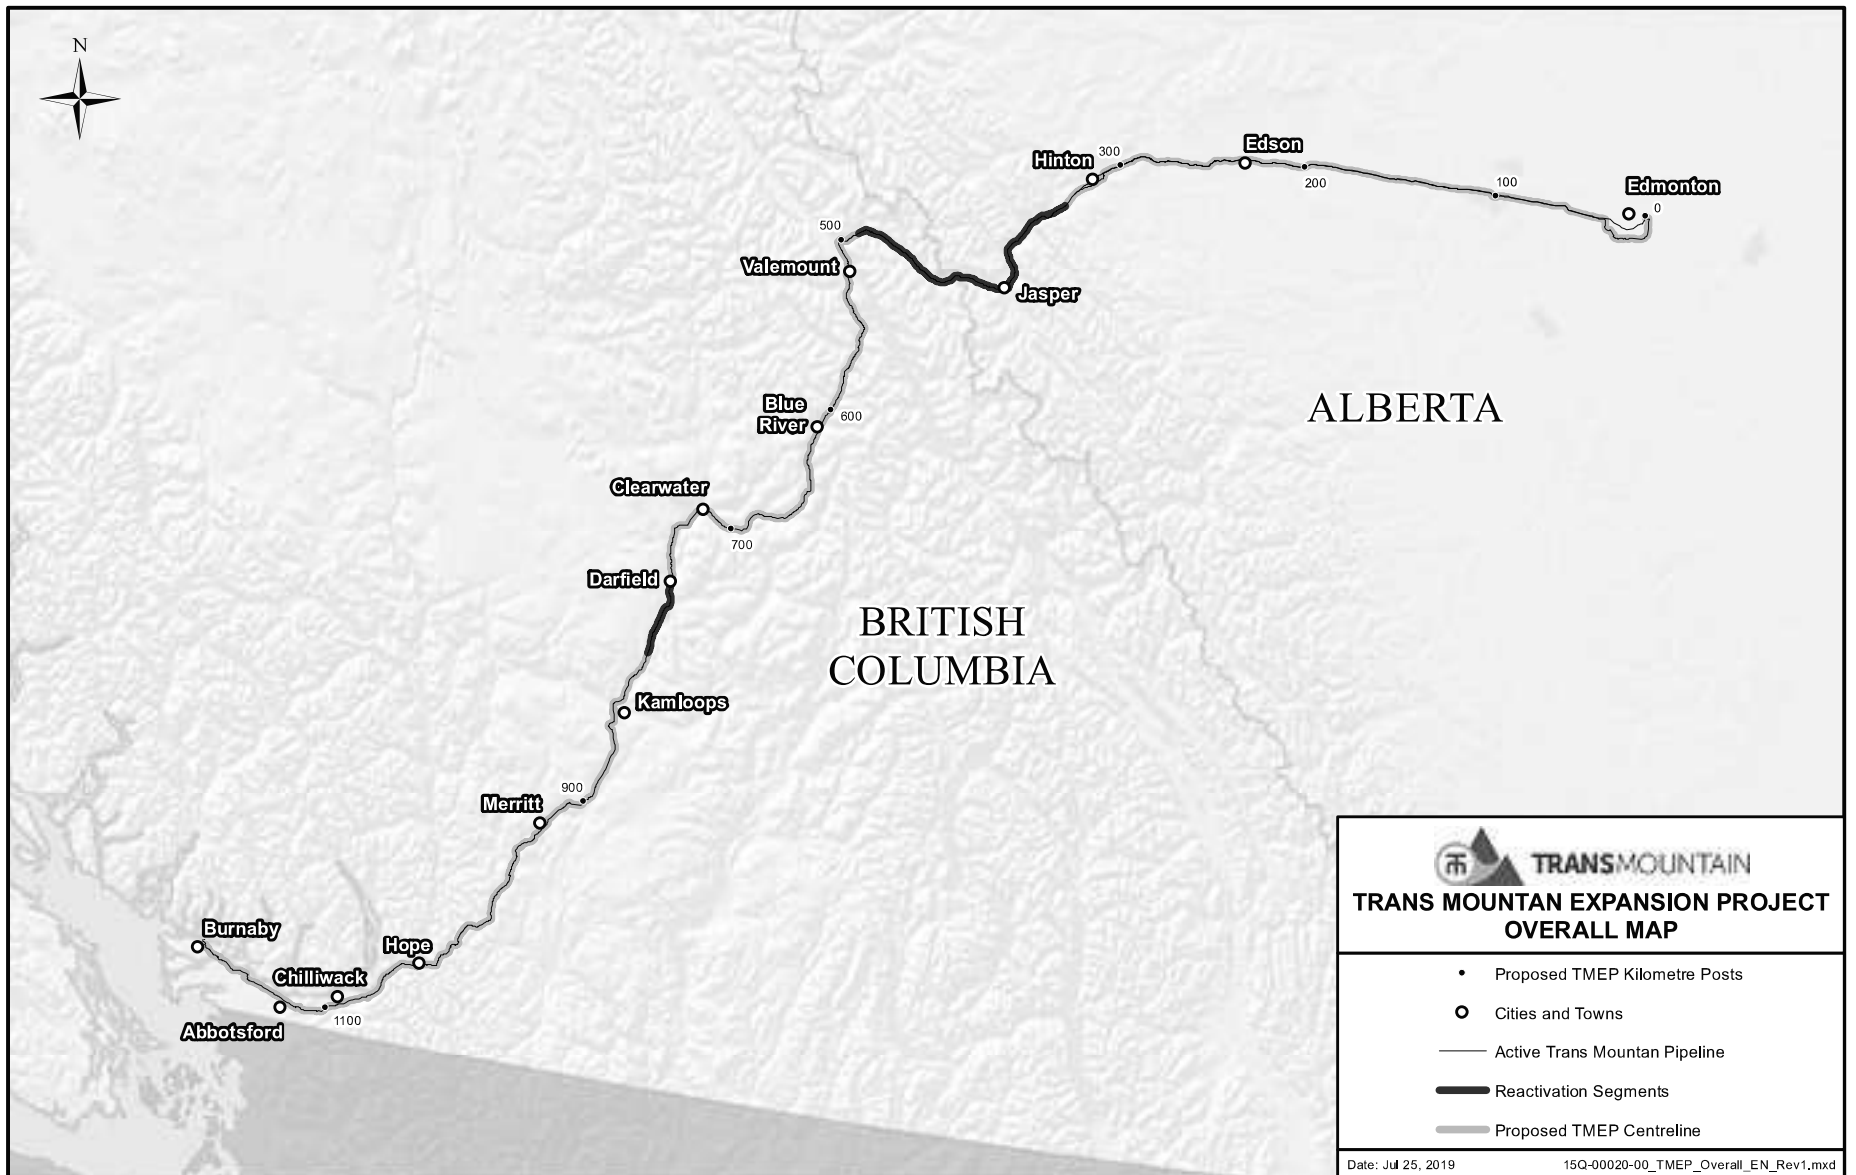 N
Hinton
300
Edson
200
100
Edmonton
0
500
Valemount
Jasper
ALBERTA
Blue
River
600
Clearwater
700
Darfield
BRITISH
COLUMBIA
Kamloops
900
Merritt
Burnaby
Hope
Chilliwack
1100
Abbotsford
TRANSMOUNTAIN
TRANS MOUNTAN EXPANSION PROJECT
OVERALL MAP
Proposed TMEP Kilometre Posts
Cities and Towns
Active Trans Mountan Pipeline
Reactivation Segments
Proposed TMEP Centreline
Date: Jul 25, 2019 15Q-00020-00_TMEP_Overall_EN_Rev1.mxd